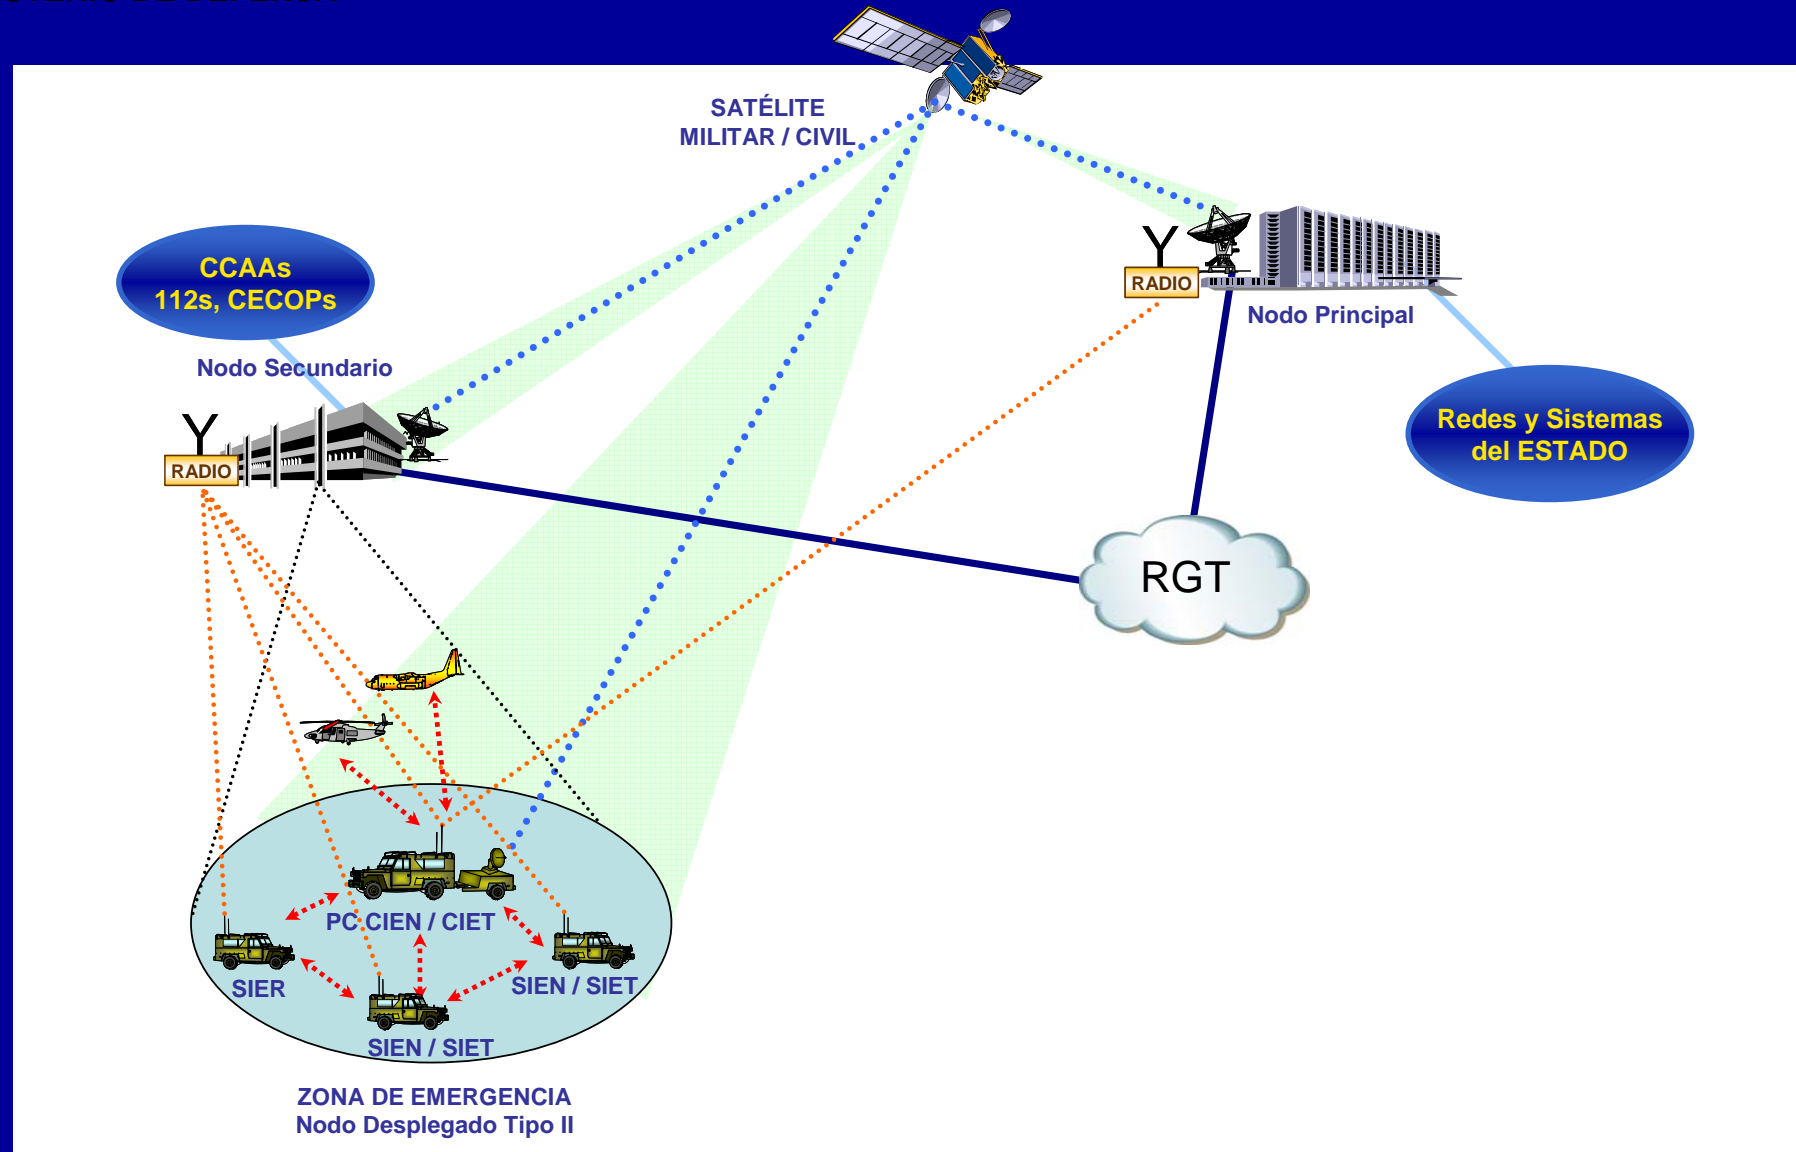 SATÉLITE
MILITAR / CIVIL
CCAAs
112s, CECOPs
Nodo Secundario
RADIO
RADIO
Nodo Principal
Redes y Sistemas
del ESTADO
RGT
PC CIEN / CIET
SIER
SIEN / SIET
SIEN / SIET
ZONA DE EMERGENCIA
Nodo Desplegado Tipo II